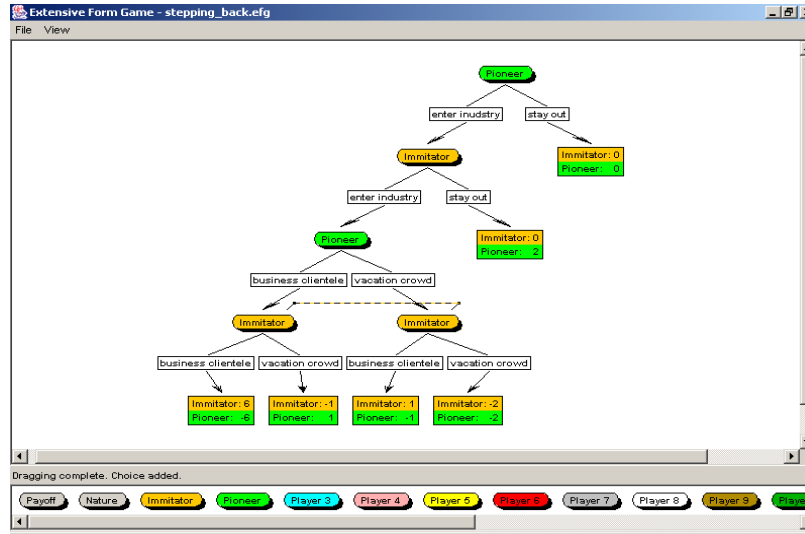 Extensive Form Game - stepping_back.efg
File View
Pioneer
enter inudstry stay out
Immitator
Immitator: 0
Pioneer: 0
enter industry stay out
Pioneer
Immitator: 0
Pioneer: 2
business clientele vacation crowd
Immitator Immitator
business clientele vacation crowd business clientele vacation crowd
Immitator: 6 Immitator: -1 Immitator: 1 Immitator: -2
Pioneer: -6 Pioneer: 1 Pioneer: -1 Pioneer: -2
Dragging complete. Choice added.
Payoff Nature Immitator Pioneer Player 3 Player 4 Player 5 Player 6 Player 7 Player 8 Player 9 Playe